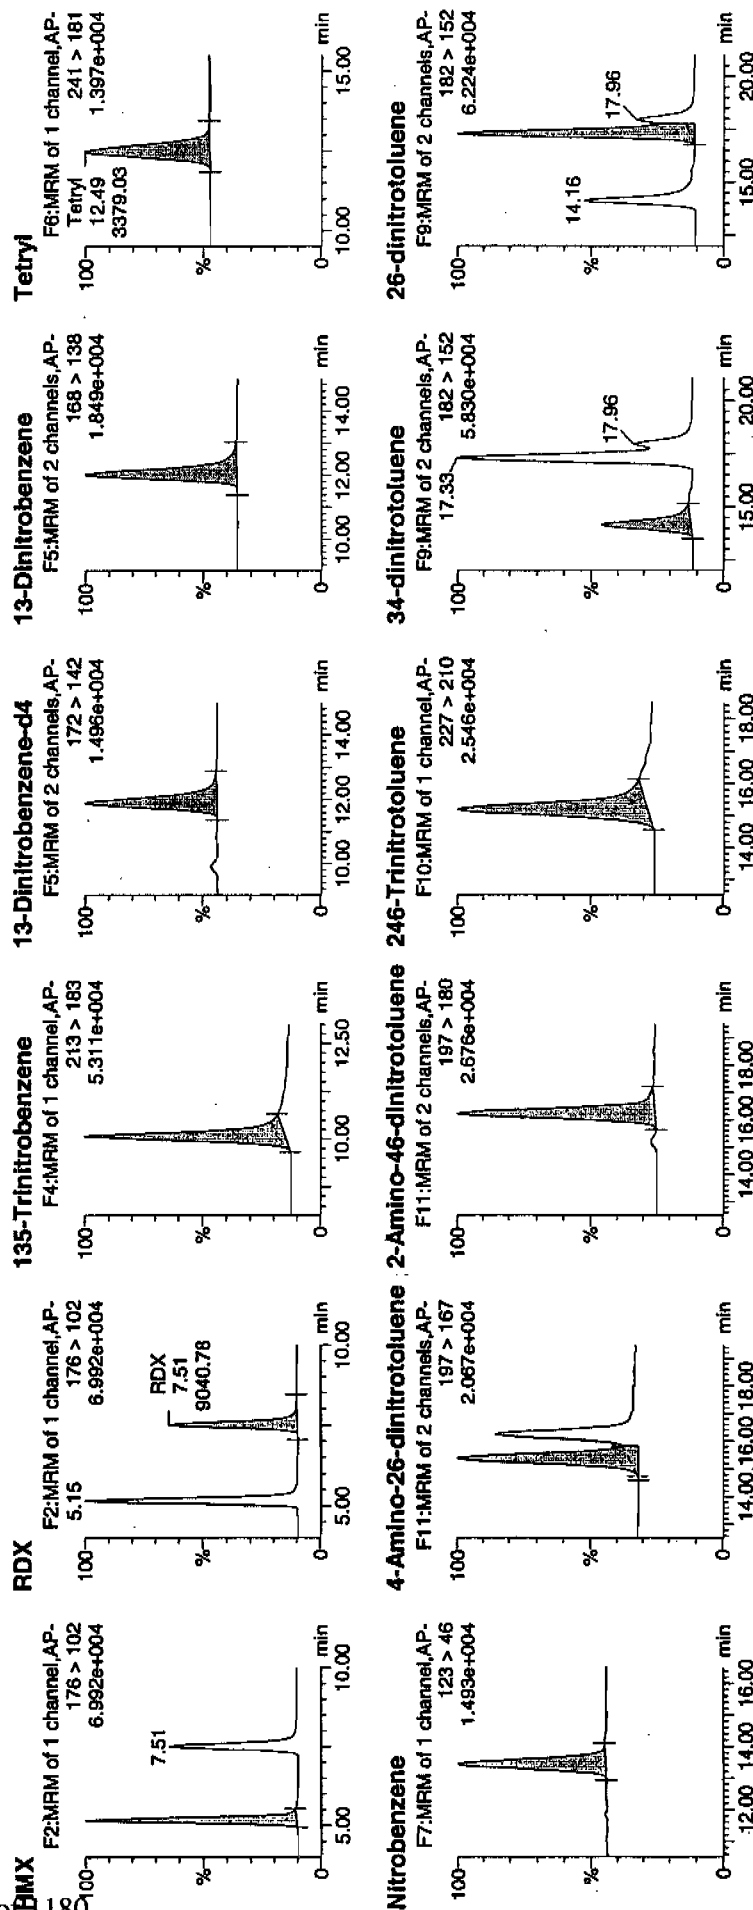 HMX
F2:MRM of 1 channel,AP-
176 > 102
6.992e+004
100
7.51
%
0
5.00 10.00
min
RDX
F2:MRM of 1 channel,AP-
176 > 102
6.992e+004
100
5.15
RDX
7.51
9040.78
%
0
5.00 10.00
min
135-Trinitrobenzene
F4:MRM of 1 channel,AP-
213 > 183
5.311e+004
100
%
0
10.00 12.50
min
13-Dinitrobenzene-d4
F5:MRM of 2 channels,AP-
172 > 142
1.496e+004
100
%
0
10.00 12.00 14.00
min
13-Dinitrobenzene
F5:MRM of 2 channels,AP-
168 > 138
1.849e+004
100
%
0
10.00 12.00 14.00
min
Tetryl
F6:MRM of 1 channel,AP-
241 > 181
1.397e+004
100
Tetryl
12.49
3379.03
%
0
10.00 15.00
min
Nitrobenzene
F7:MRM of 1 channel,AP-
123 > 46
1.493e+004
100
%
0
12.00 14.00 16.00
min
4-Amino-26-dinitrotoluene
F11:MRM of 2 channels,AP-
197 > 167
2.067e+004
100
%
0
14.00 16.00 18.00
min
2-Amino-46-dinitrotoluene
F11:MRM of 2 channels,AP-
197 > 180
2.676e+004
100
%
0
14.00 16.00 18.00
min
246-Trinitrotoluene
F10:MRM of 1 channel,AP-
227 > 210
2.546e+004
100
%
0
14.00 16.00 18.00
min
34-dinitrotoluene
F9:MRM of 2 channels,AP-
182 > 152
5.830e+004
100
17.33
17.96
%
0
15.00 20.00
min
26-dinitrotoluene
F9:MRM of 2 channels,AP-
182 > 152
6.224e+004
100
14.16
17.96
%
0
15.00 20.00
min